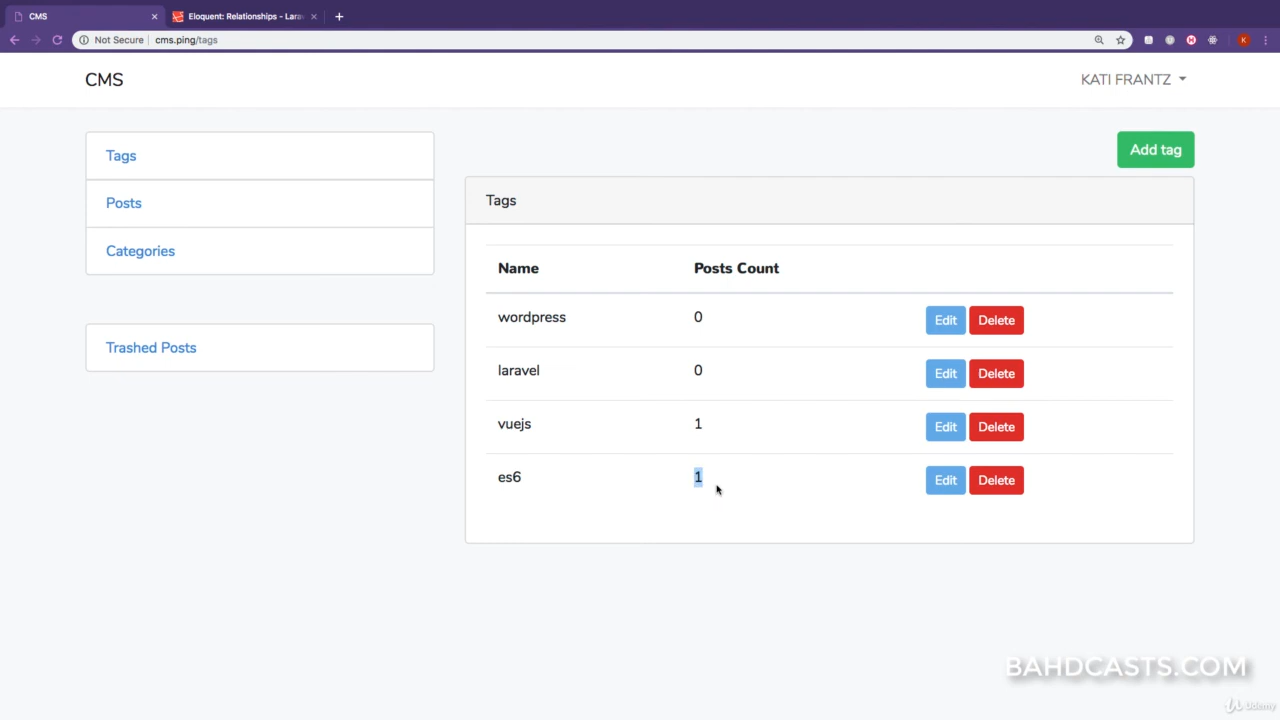 CMS
Eloquent: Relationships - Lara
Not Secure
cms.ping/tags
K
CMS
KATI FRANTZ
Tags
Posts
Categories
Trashed Posts
Add tag
Tags
Name Posts Count
wordpress 0 Edit Delete
laravel 0 Edit Delete
vuejs 1 Edit Delete
es6 1 Edit Delete
BAHDCASTS.COM
Udemy